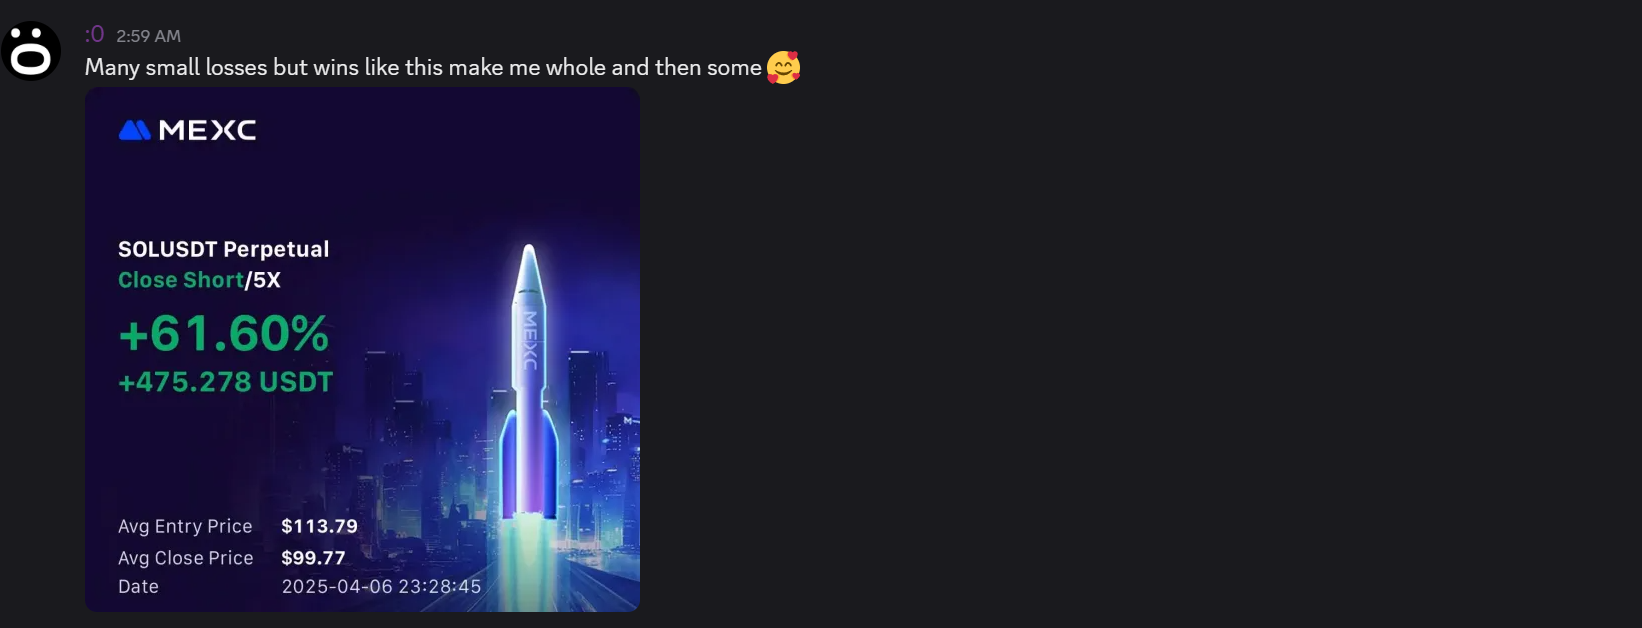 :0 2:59 AM
Many small losses but wins like this make me whole and then some 🥰
MEXC
SOLUSDT Perpetual
Close Short/5X
+61.60%
+475.278 USDT
MEXC
Avg Entry Price $113.79
Avg Close Price $99.77
Date 2025-04-06 23:28:45